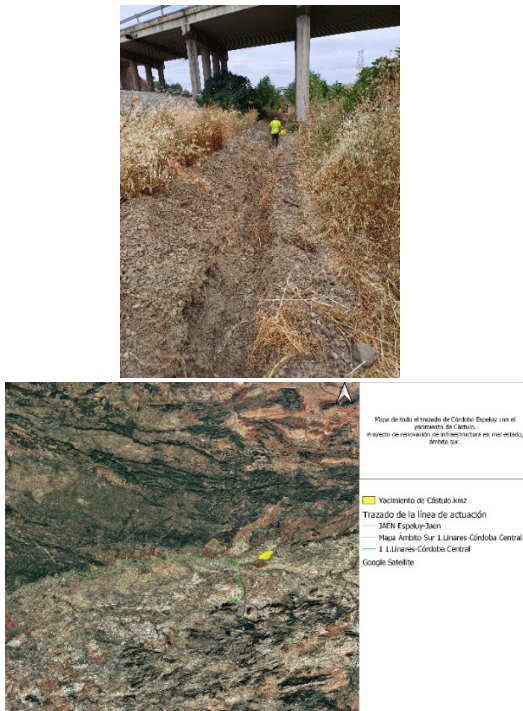 Mapa de todo el trazado de Córdoba Espeluy con el
yacimiento de Cástulo.
Proyecto de renovación de infraestructura en mal estado,
ámbito sur.
Yacimiento de Cástulo.kmz
Trazado de la línea de actuación
JAÉN Espeluy-Jaen
Mapa Ámbito Sur 1.Linares-Córdoba Central
1 1.Linares-Córdoba Central
Google Satellite